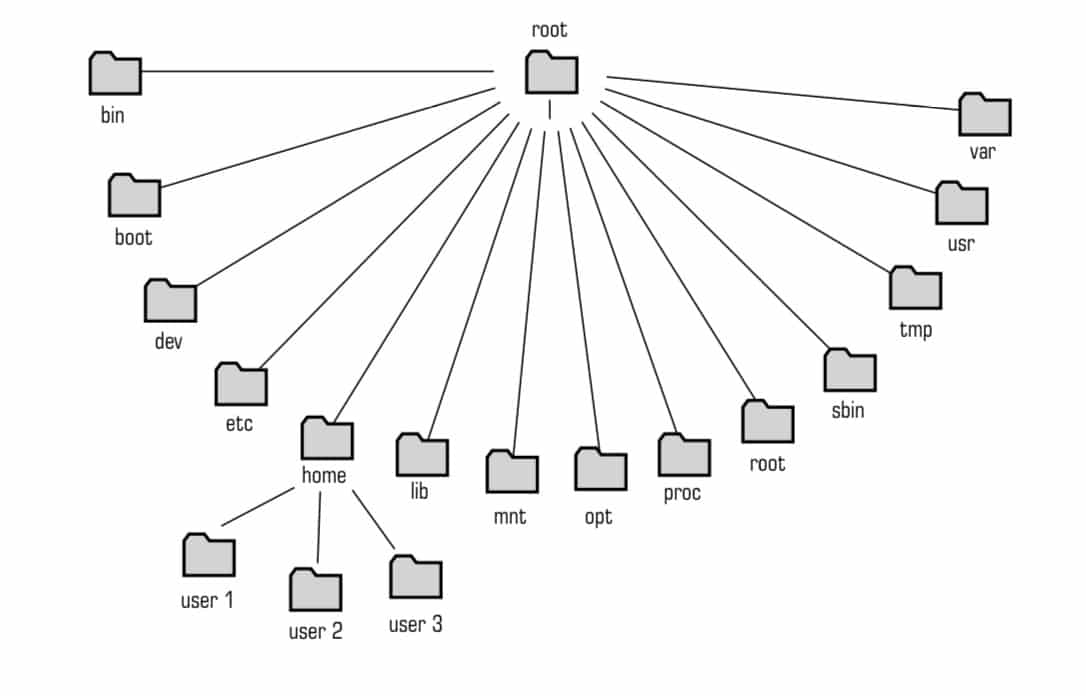 root
bin
var
boot
usr
dev
tmp
etc
sbin
home
lib
mnt
opt
proc
root
user 1
user 2
user 3